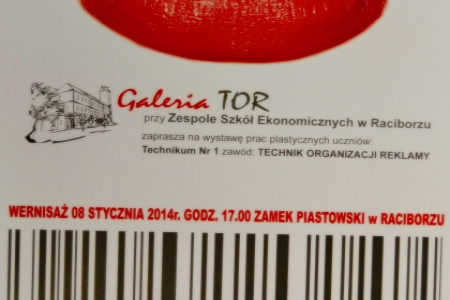 Galeria TOR
przy Zespole Szkół Ekonomicznych w Raciborzu
zaprasza na wystawę prac plastycznych uczniów:
Technikum Nr 1 zawód: TECHNIK ORGANIZACJI REKLAMY
WERNISAŻ 08 STYCZNIA 2014r. GODZ. 17.00 ZAMEK PIASTOWSKI w RACIBORZU